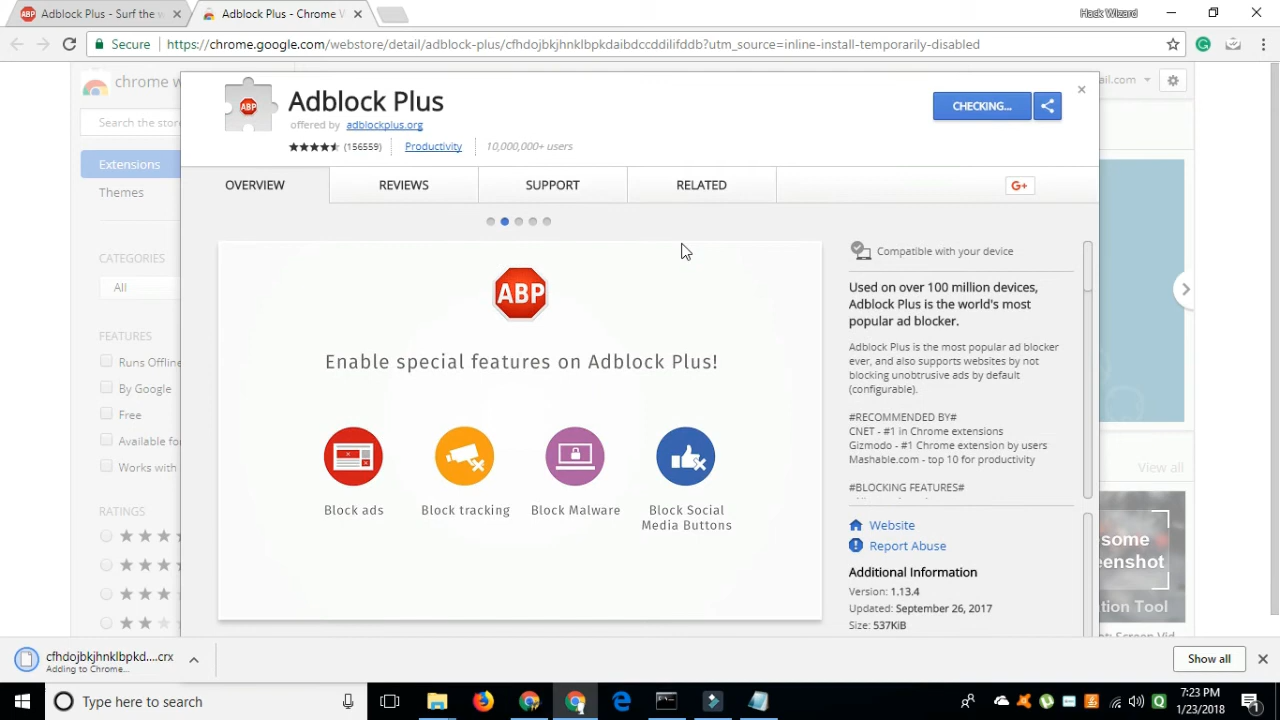 Adblock Plus - Surf the w
Adblock Plus - Chrome V
Hack Wizard
Secure
https://chrome.google.com/webstore/detail/adblock-plus/cfhdojbkjhnklbpkdaibdccddilifddb?utm_source=inline-install-temporarily-disabled
chrome w
ail.com
Search the stor
Extensions
Themes
CATEGORIES
All
FEATURES
Runs Offline
By Google
Free
Available fo
Works with
RATINGS
ABP
Adblock Plus
offered by adblockplus.org
(156559)
Productivity
10,000,000+ users
CHECKING...
OVERVIEW
REVIEWS
SUPPORT
RELATED
G+
ABP
Enable special features on Adblock Plus!
Block ads
Block tracking
Block Malware
Block Social
Media Buttons
Compatible with your device
Used on over 100 million devices,
Adblock Plus is the world's most
popular ad blocker.
Adblock Plus is the most popular ad blocker
ever, and also supports websites by not
blocking unobtrusive ads by default
(configurable).
#RECOMMENDED BY#
CNET - #1 in Chrome extensions
Gizmodo - #1 Chrome extension by users
Mashable.com - top 10 for productivity
#BLOCKING FEATURES#
Website
Report Abuse
Additional Information
Version: 1.13.4
Updated: September 26, 2017
Size: 537KiB
View all
some
eenshot
tion Tool
cfhdojbkjhnklbpkd....crx
Adding to Chrome...
Show all
Type here to search
7:23 PM
1/23/2018